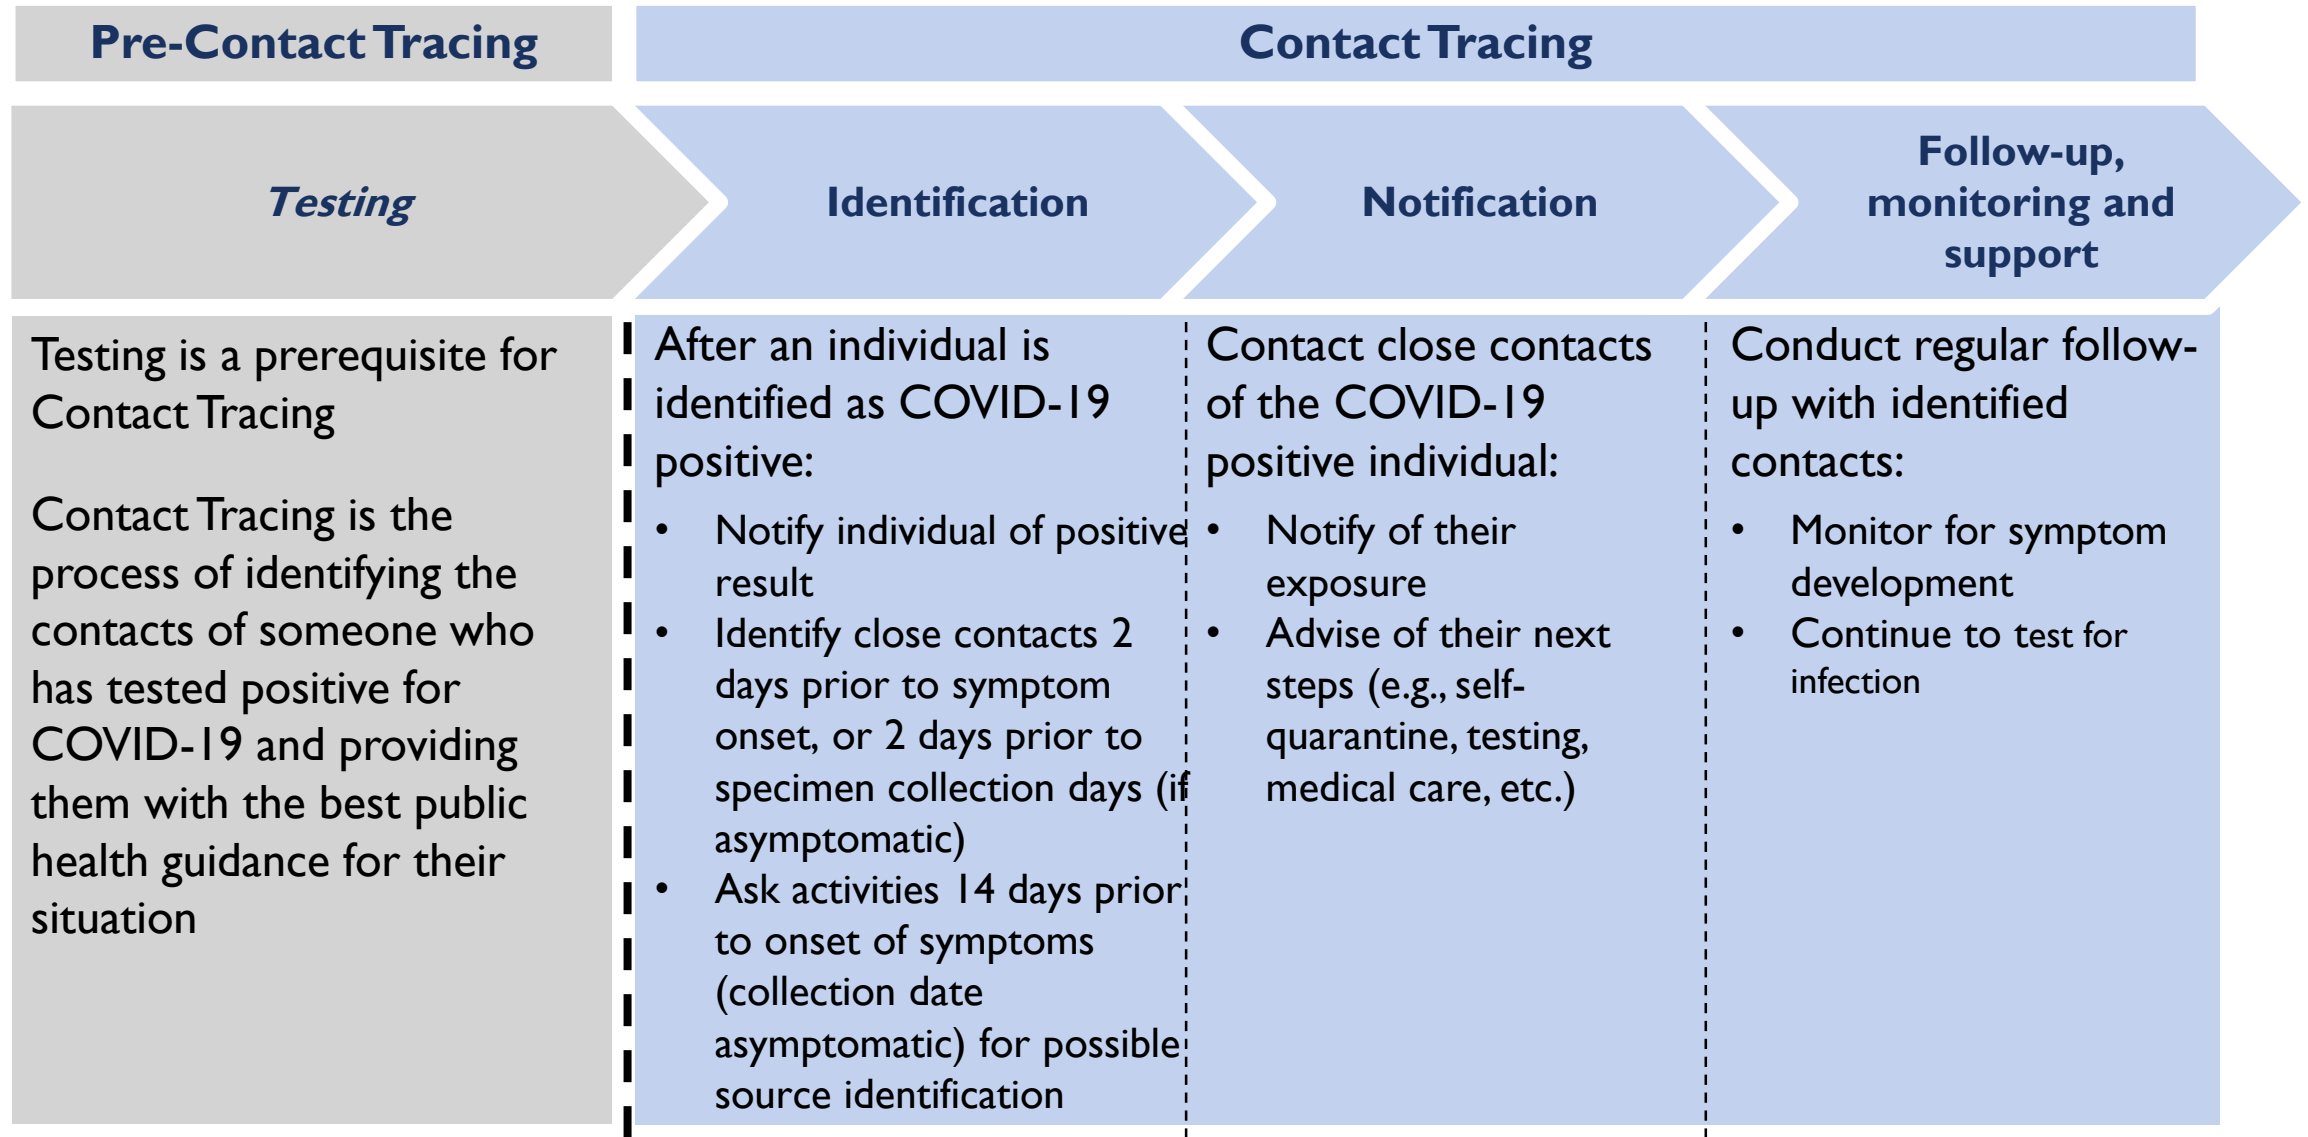 Pre-Contact Tracing
Contact Tracing
Testing
Identification
Notification
Follow-up,
monitoring and
support
Testing is a prerequisite for
Contact Tracing
Contact Tracing is the
process of identifying the
contacts of someone who
has tested positive for
COVID-19 and providing
them with the best public
health guidance for their
situation
After an individual is
identified as COVID-19
positive:
• Notify individual of positive
result
• Identify close contacts 2
days prior to symptom
onset, or 2 days prior to
specimen collection days (if
asymptomatic)
• Ask activities 14 days prior
to onset of symptoms
(collection date
asymptomatic) for possible
source identification
Contact close contacts
of the COVID-19
positive individual:
• Notify of their
exposure
• Advise of their next
steps (e.g., self-
quarantine, testing,
medical care, etc.)
Conduct regular follow-
up with identified
contacts:
• Monitor for symptom
development
• Continue to test for
infection